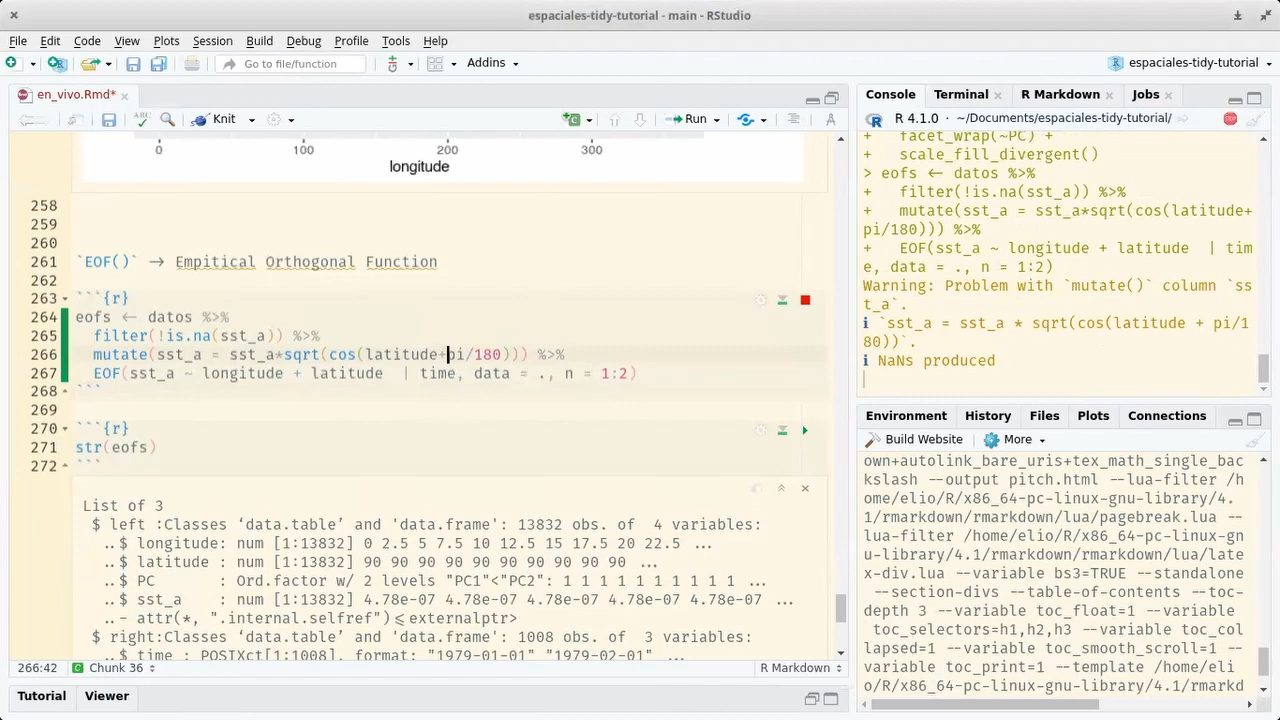 espaciales-tidy-tutorial - main - RStudio
File Edit Code View Plots Session Build Debug Profile Tools Help
Go to file/function Addins espaciales-tidy-tutorial
en_vivo.Rmd*
Knit Run
0 100 200 300
longitude
258
259
260
261 `EOF()` → Empitical Orthogonal Function
262
263 ```{r}
264 eofs ← datos %>%
265 filter(!is.na(sst_a)) %>%
266 mutate(sst_a = sst_a*sqrt(cos(latitude+pi/180))) %>%
267 EOF(sst_a ~ longitude + latitude | time, data = ., n = 1:2)
268 ```
269
270 ```{r}
271 str(eofs)
272 ```
List of 3
$ left :Classes ‘data.table’ and 'data.frame': 13832 obs. of 4 variables:
..$ longitude: num [1:13832] 0 2.5 5 7.5 10 12.5 15 17.5 20 22.5 ...
..$ latitude : num [1:13832] 90 90 90 90 90 90 90 90 90 90 ...
..$ PC : Ord.factor w/ 2 levels "PC1"<"PC2": 1 1 1 1 1 1 1 1 1 1 ...
..$ sst_a : num [1:13832] 4.78e-07 4.78e-07 4.78e-07 4.78e-07 4.78e-07 ...
..- attr(*, ".internal.selfref")<=externalptr>
$ right:Classes ‘data.table’ and 'data.frame': 1008 obs. of 3 variables:
..$ time : POSIXct[1:1008], format: "1979-01-01" "1979-02-01" ...
266:42 Chunk 36 R Markdown
Tutorial Viewer
Console Terminal R Markdown Jobs
R 4.1.0 · ~/Documents/espaciales-tidy-tutorial/
+ facet_wrap(~PC) +
+ scale_fill_divergent()
> eofs ← datos %>%
+ filter(!is.na(sst_a)) %>%
+ mutate(sst_a = sst_a*sqrt(cos(latitude+
pi/180))) %>%
+ EOF(sst_a ~ longitude + latitude | tim
e, data = ., n = 1:2)
Warning: Problem with `mutate()` column `ss
t_a`.
ℹ `sst_a = sst_a * sqrt(cos(latitude + pi/1
80))`.
ℹ NaNs produced
Environment History Files Plots Connections
Build Website More
own+autolink_bare_uris+tex_math_single_bac
kslash --output pitch.html --lua-filter /h
ome/elio/R/x86_64-pc-linux-gnu-library/4.
1/rmarkdown/rmarkdown/lua/pagebreak.lua --
lua-filter /home/elio/R/x86_64-pc-linux-gn
u-library/4.1/rmarkdown/rmarkdown/lua/late
x-div.lua --variable bs3=TRUE --standalone
--section-divs --table-of-contents --toc-
depth 3 --variable toc_float=1 --variable
toc_selectors=h1,h2,h3 --variable toc_col
lapsed=1 --variable toc_smooth_scroll=1 --
variable toc_print=1 --template /home/eli
o/R/x86_64-pc-linux-gnu-library/4.1/rmarkd